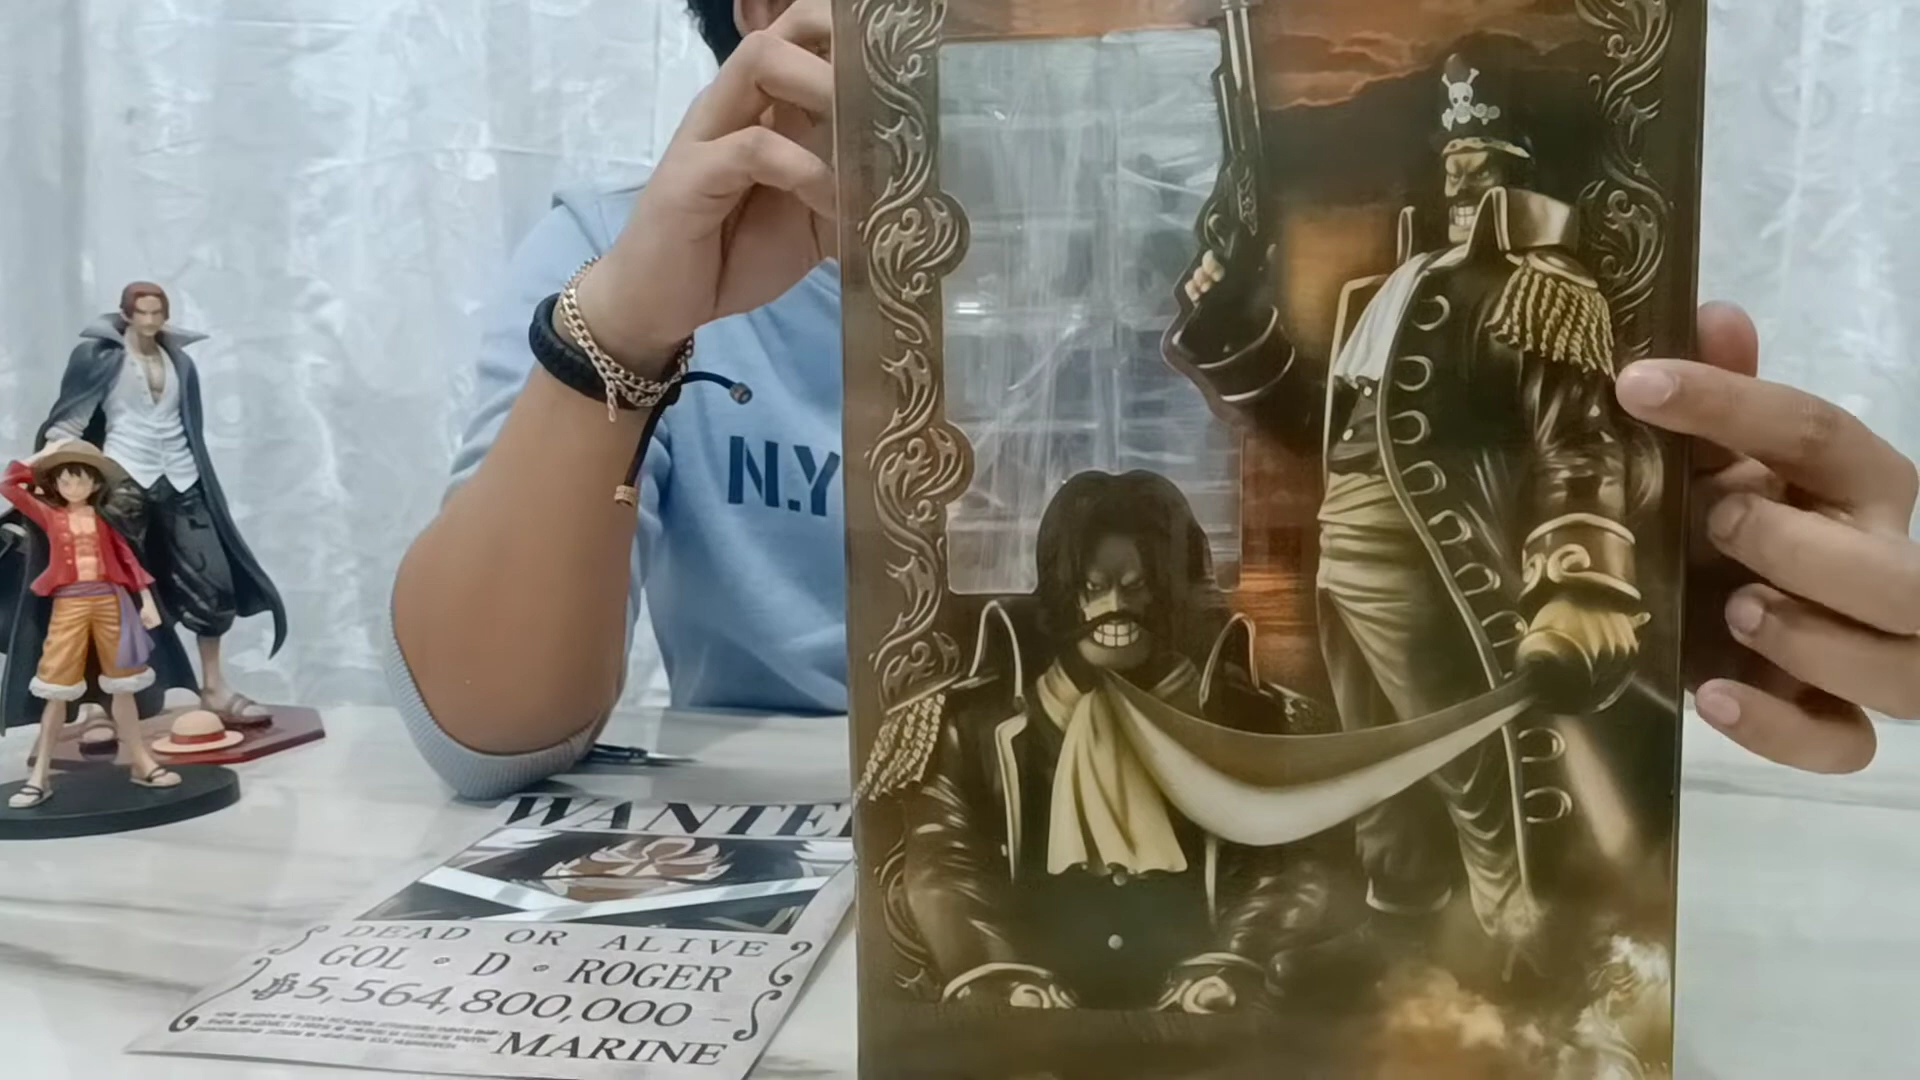 N.Y
WANTE
DEAD OR ALIVE
GOL • D • ROGER
฿5,564,800,000 -
MARINE